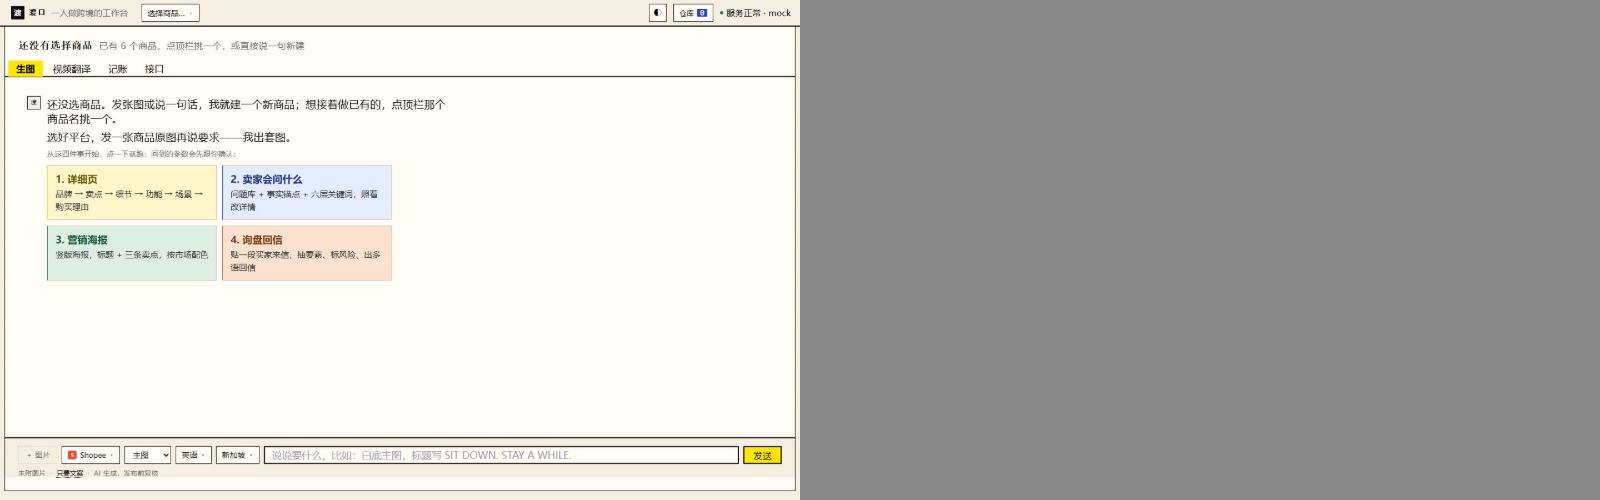 渡 渡口 一人做跨境的工作台 选择商品... 仓库 0 服务正常 · mock
还没有选择商品 已有 6 个商品，点顶栏挑一个，或直接说一句新建
生图 视频翻译 记账 接口
渡 还没选商品。发张图或说一句话，我就建一个新商品；想接着做已有的，点顶栏那个
商品名挑一个。
选好平台，发一张商品原图再说要求——我出套图。
从这四件事开始，点一下就跑；问到的参数会先跟你确认：
1. 详细页
品牌 → 卖点 → 细节 → 功能 → 场景 →
购买理由
2. 卖家会问什么
问题库 + 事实锚点 + 六层关键词，照着
改详情
3. 营销海报
竖版海报，标题 + 三条卖点，按市场配色
4. 询盘回信
贴一段买家来信，抽要素、标风险、出多
语回信
+ 图片 Shopee 主图 英语 新加坡 说说要什么，比如：白底主图，标题写 SIT DOWN. STAY A WHILE. 发送
未附图片 · 只要文案 · AI 生成，发布前复核